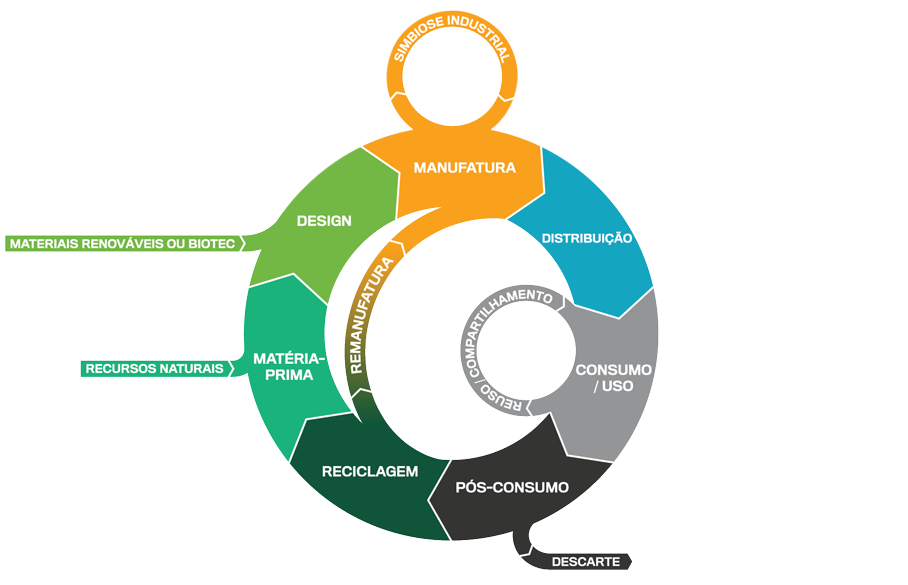 SIMBIOSE INDUSTRIAL
MANUFATURA
DESIGN
DISTRIBUIÇÃO
MATERIAIS RENOVÁVEIS OU BIOTEC
REMANUFATURA
REUSO / COMPARTILHAMENTO
MATÉRIA-
PRIMA
RECURSOS NATURAIS
CONSUMO
/ USO
RECICLAGEM
PÓS-CONSUMO
DESCARTE